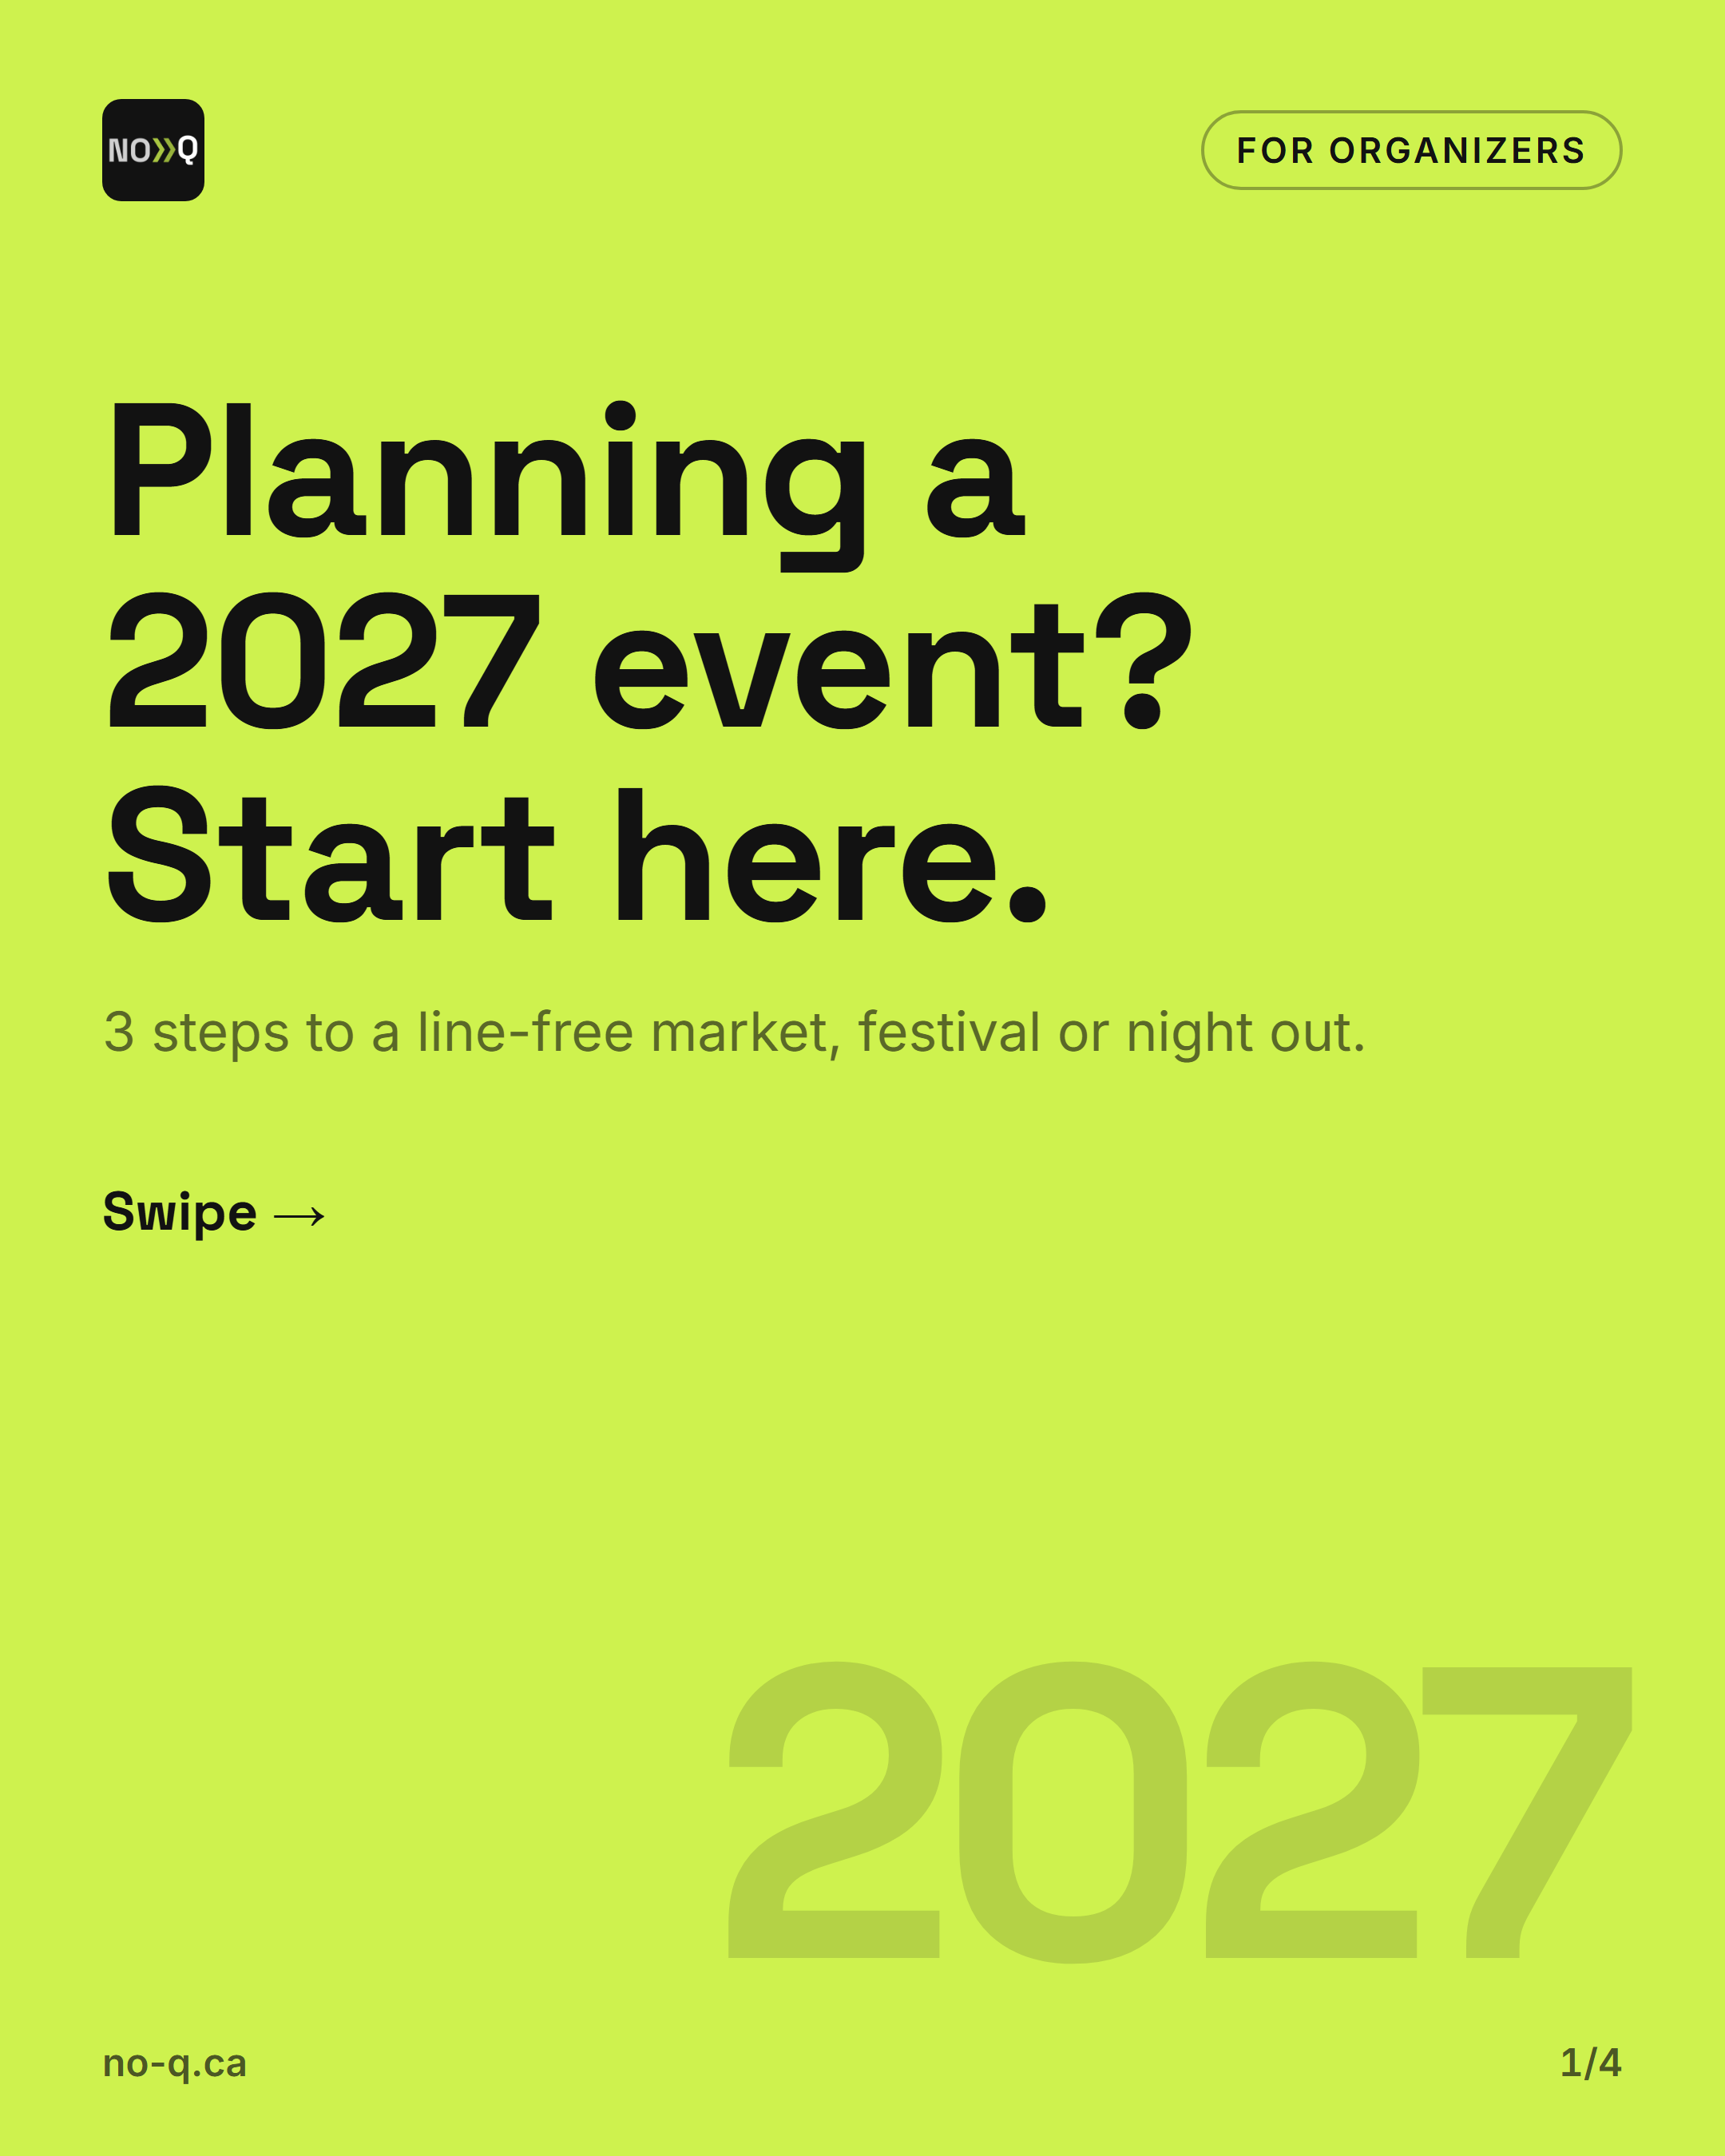 NO»Q
FOR ORGANIZERS
Planning a
2027 event?
Start here.
3 steps to a line-free market, festival or night out.
Swipe →
2027
no-q.ca
1/4